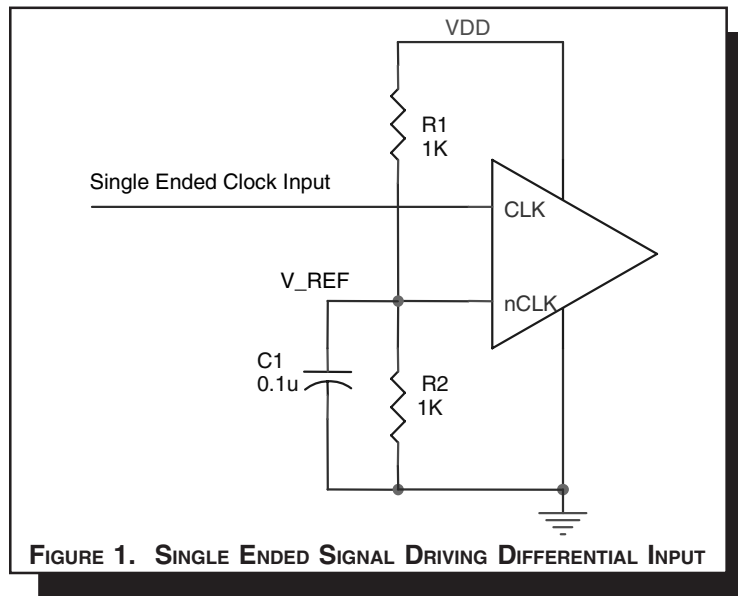 VDD
R1
1K
Single Ended Clock Input
CLK
V_REF
nCLK
C1
0.1u
R2
1K
FIGURE 1. SINGLE ENDED SIGNAL DRIVING DIFFERENTIAL INPUT